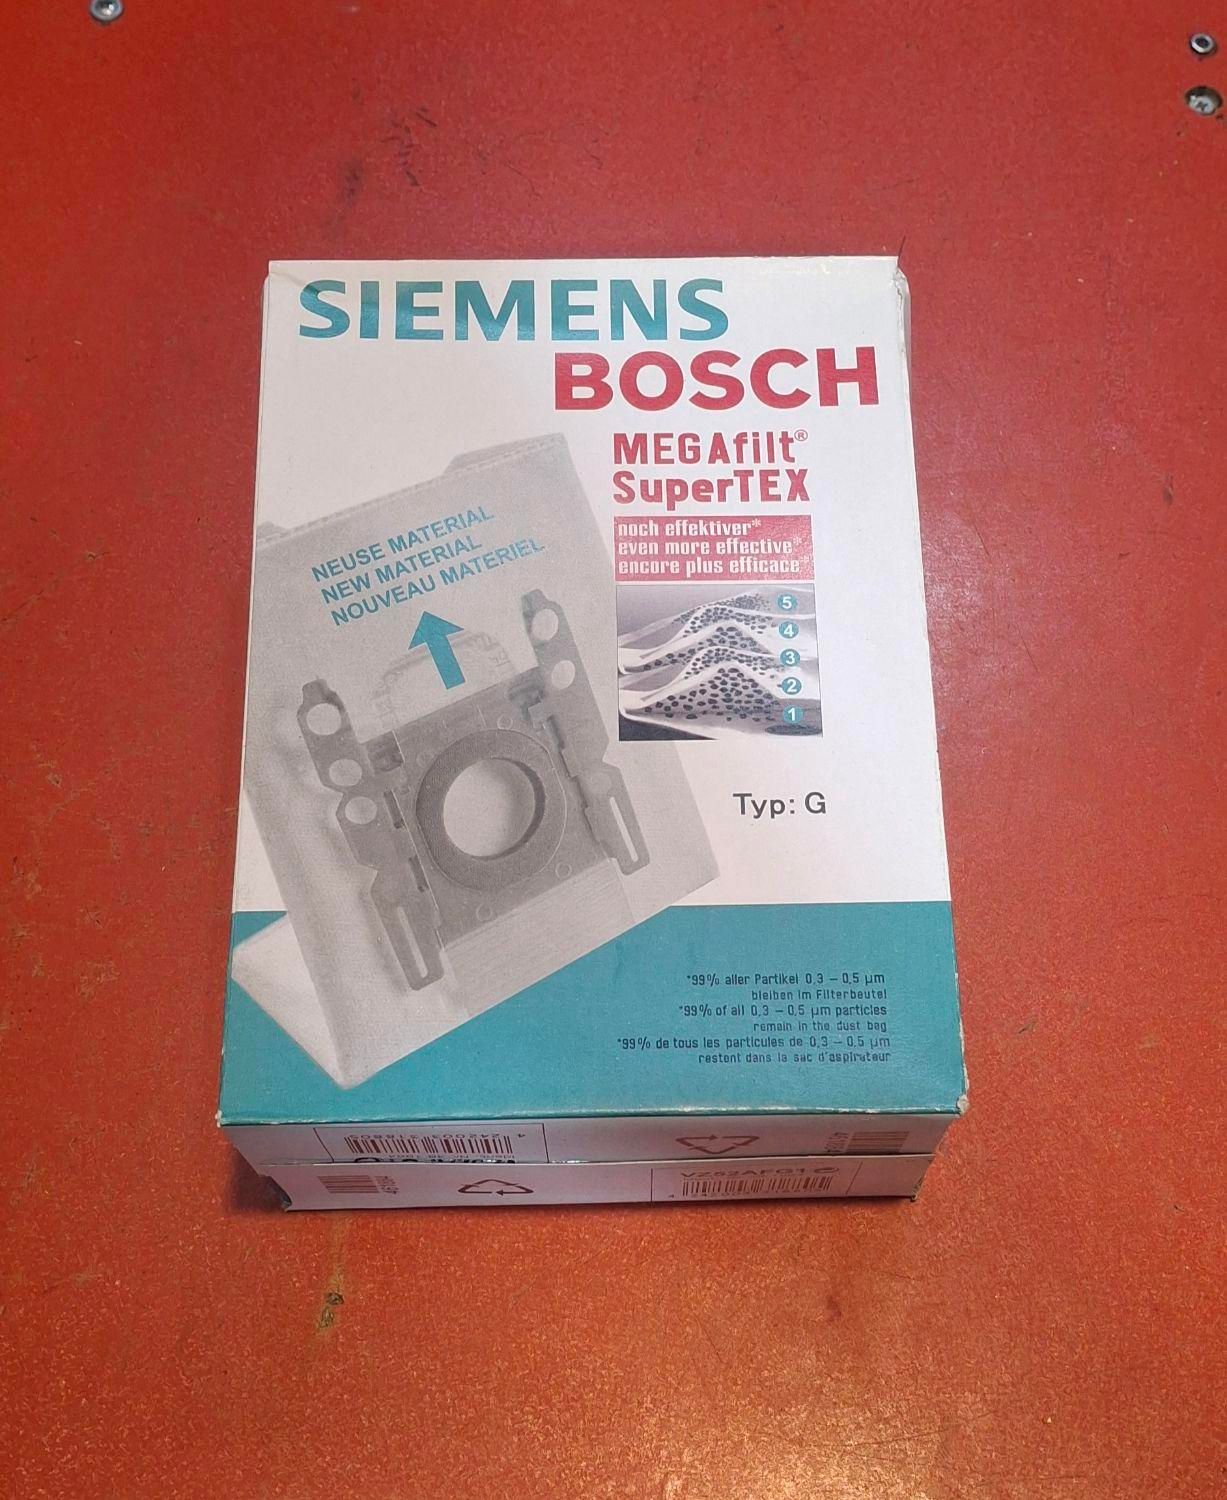 SIEMENS
BOSCH
MEGAfilt®
SuperTEX
noch effektiver*
even more effective*
encore plus efficace*
NEUSE MATERIAL
NEW MATERIAL
NOUVEAU MATERIEL
5
4
3
2
1
Typ: G
*99% aller Partikel 0,3 – 0,5 µm
bleiben im Filterbeutel
*99% of all 0,3 – 0,5 µm particles
remain in the dust bag
*99% de tous les particules de 0,3 – 0,5 µm
restent dans la sac d'aspirateur
VZ52AFG1